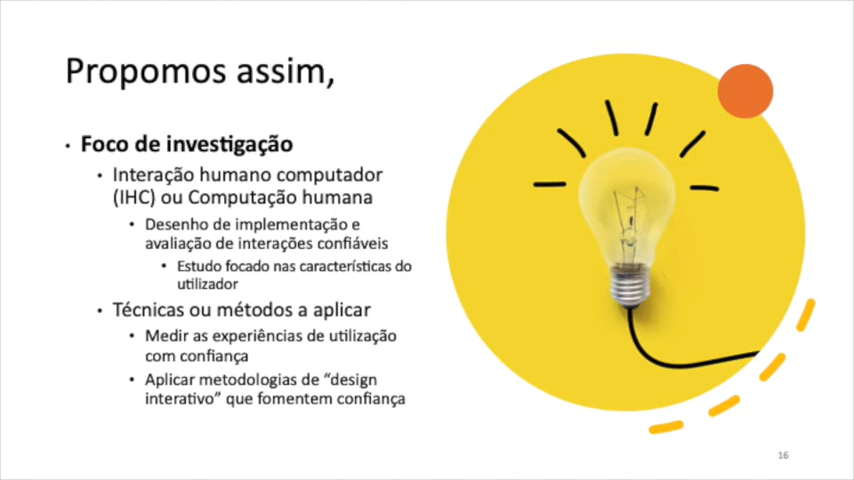 Propomos assim,
• Foco de investigação
• Interação humano computador
(IHC) ou Computação humana
• Desenho de implementação e
avaliação de interações confiáveis
• Estudo focado nas características do
utilizador
• Técnicas ou métodos a aplicar
• Medir as experiências de utilização
com confiança
• Aplicar metodologias de “design
interativo” que fomentem confiança
16